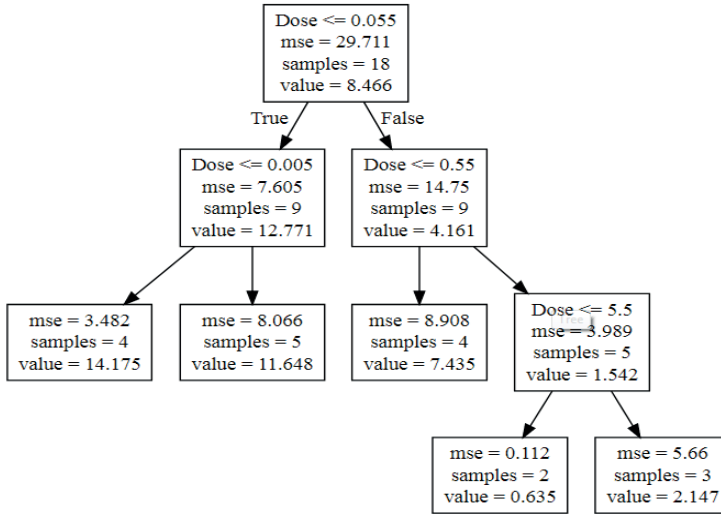 Dose <= 0.055
mse = 29.711
samples = 18
value = 8.466
True
False
Dose <= 0.005
mse = 7.605
samples = 9
value = 12.771
Dose <= 0.55
mse = 14.75
samples = 9
value = 4.161
mse = 3.482
samples = 4
value = 14.175
mse = 8.066
samples = 5
value = 11.648
mse = 8.908
samples = 4
value = 7.435
Dose <= 5.5
Tree
mse = 3.989
samples = 5
value = 1.542
mse = 0.112
samples = 2
value = 0.635
mse = 5.66
samples = 3
value = 2.147